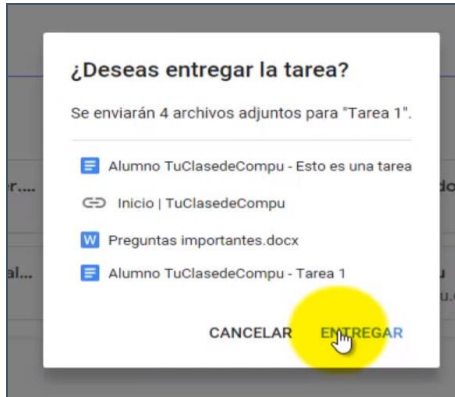 ¿Deseas entregar la tarea?
Se enviarán 4 archivos adjuntos para "Tarea 1".
Alumno TuClasedeCompu - Esto es una tarea
Inicio | TuClasedeCompu
W Preguntas importantes.docx
Alumno TuClasedeCompu - Tarea 1
CANCELAR ENTREGAR